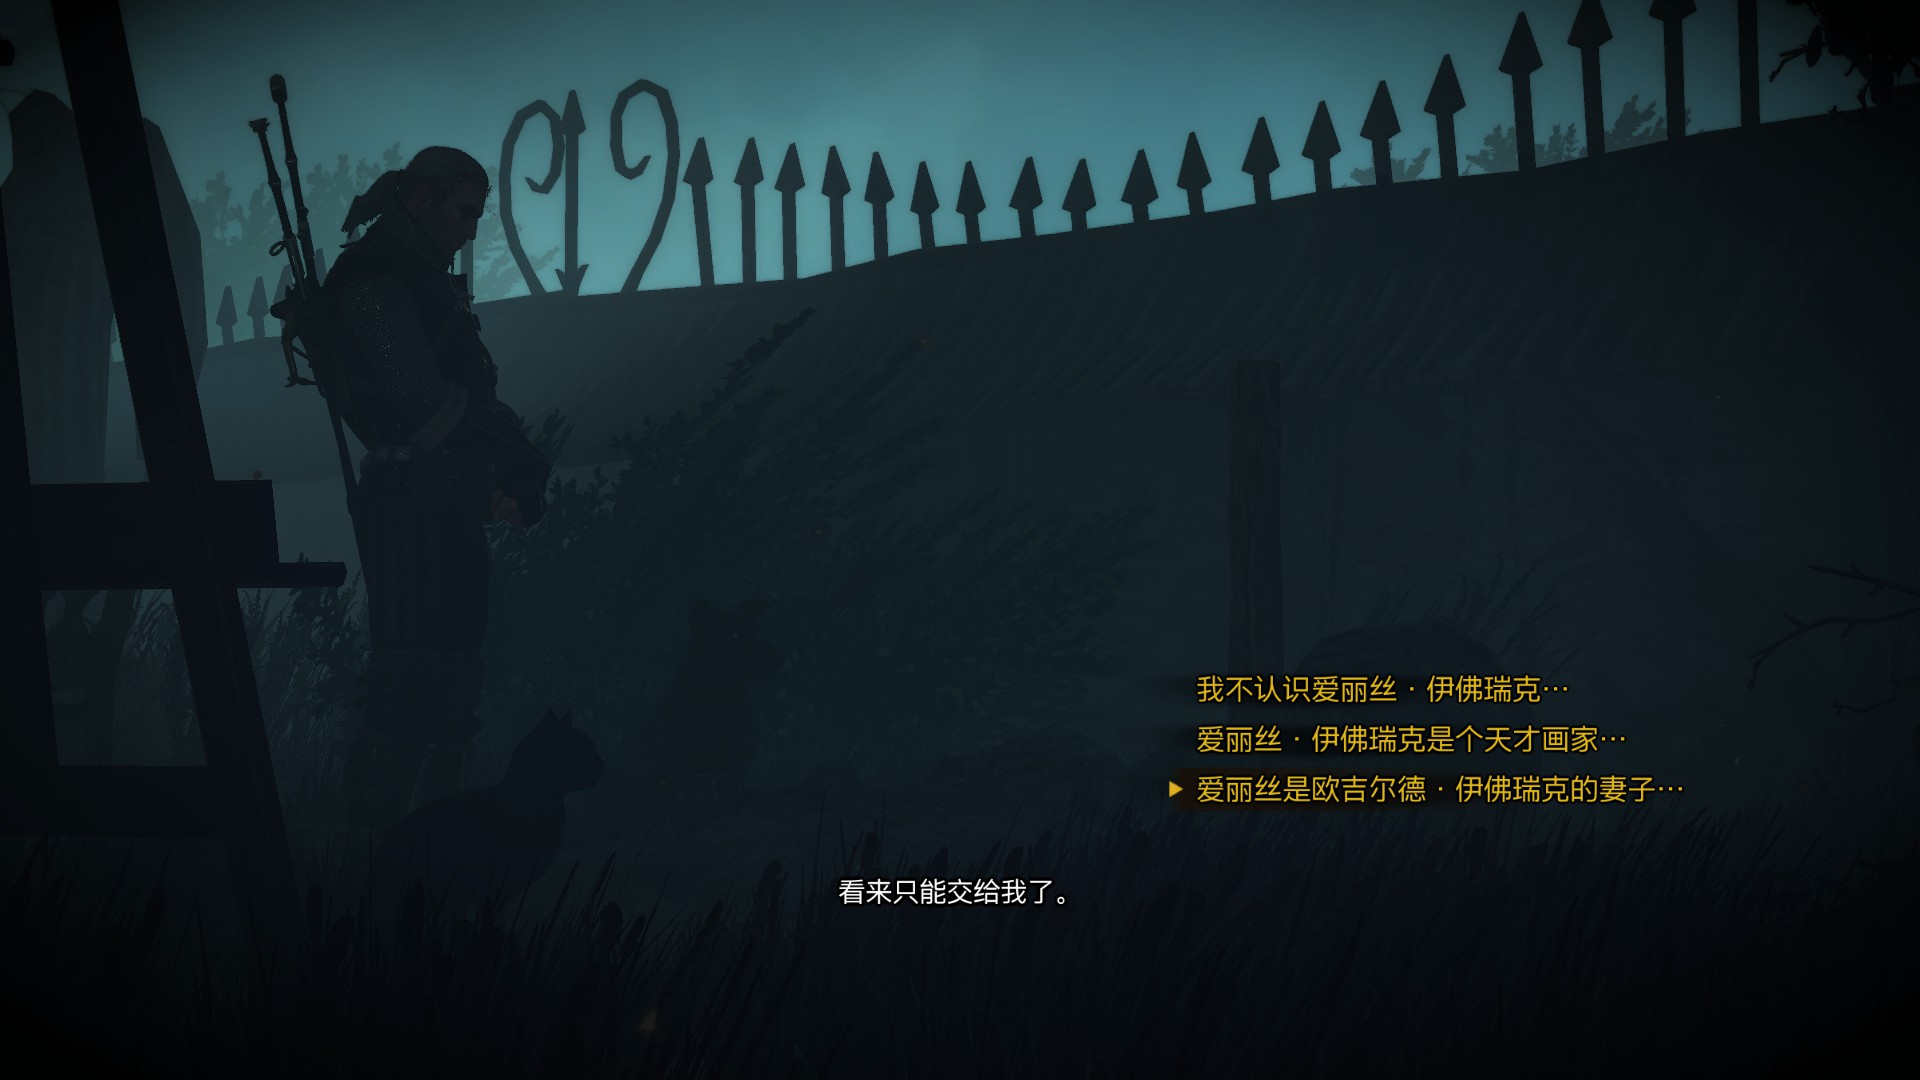 我不认识爱丽丝·伊佛瑞克…
爱丽丝·伊佛瑞克是个天才画家…
爱丽丝是欧吉尔德·伊佛瑞克的妻子…
看来只能交给我了。